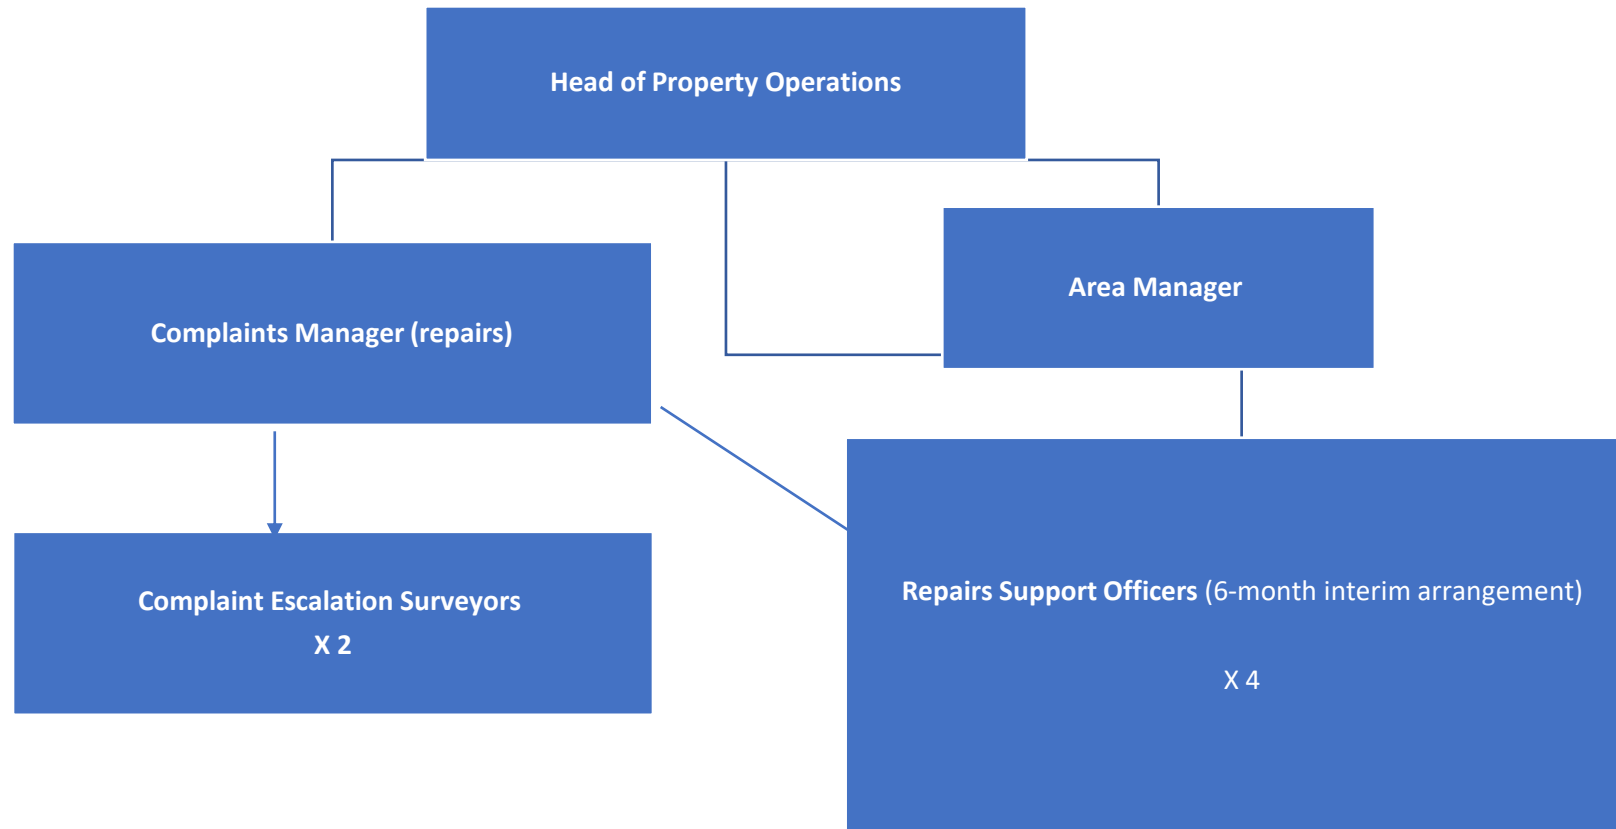 Head of Property Operations
Area Manager
Complaints Manager (repairs)
Complaint Escalation Surveyors
X 2
Repairs Support Officers (6-month interim arrangement)
X 4